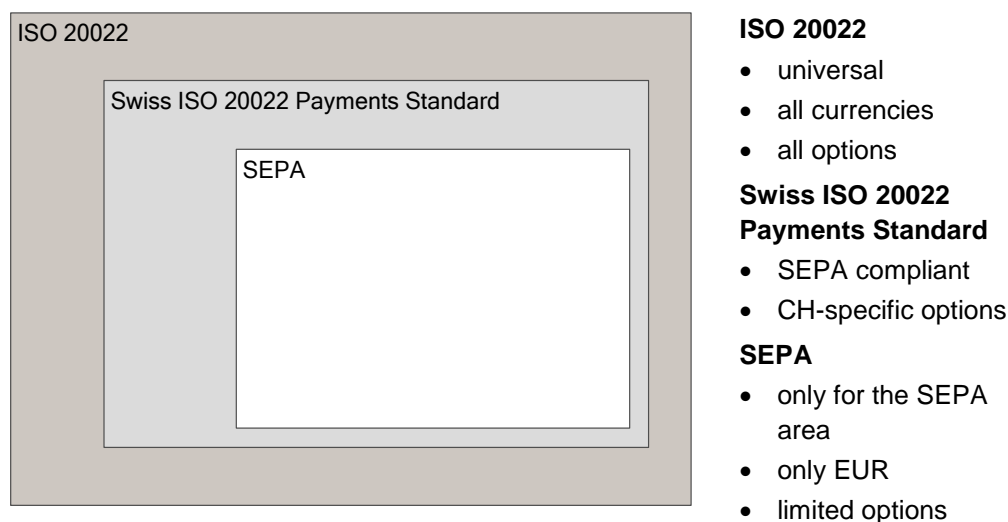 ISO 20022
Swiss ISO 20022 Payments Standard
SEPA
ISO 20022
• universal
• all currencies
• all options
Swiss ISO 20022
Payments Standard
• SEPA compliant
• CH-specific options
SEPA
• only for the SEPA
area
• only EUR
• limited options